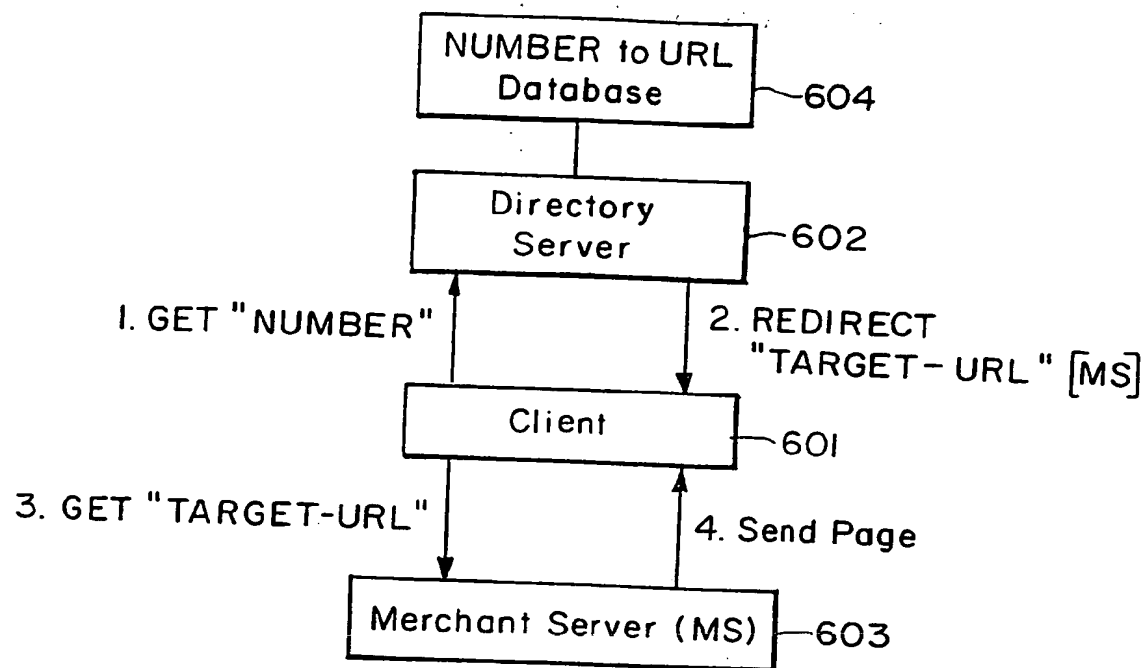 NUMBER to URL
Database
604
Directory
Server
602
1. GET "NUMBER"
2. REDIRECT
"TARGET-URL" [MS]
Client
601
3. GET "TARGET-URL"
4. Send Page
Merchant Server (MS)
603